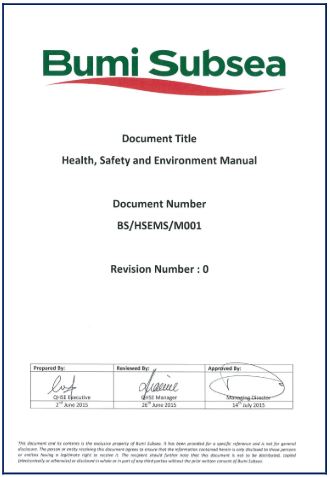 Bumi Subsea
Document Title
Health, Safety and Environment Manual
Document Number
BS/HSEMS/M001
Revision Number : 0
Prepared By: Reviewed By: Approved By:
QHSE Executive QHSE Manager Managing Director
2nd June 2015 26th June 2015 14th July 2015
This document and its contents is the exclusive property of Bumi Subsea. It has been provided for a specific reference and is not for general
disclosure. The person or entity receiving this document agrees to ensure that the information contained herein is only disclosed to those persons
or entities having a legitimate right to receive it. The recipient should further note that this document is not to be distributed, copied
(electronically or otherwise) or disclosed in whole or in part of any third parties without the prior written consent of Bumi Subsea.